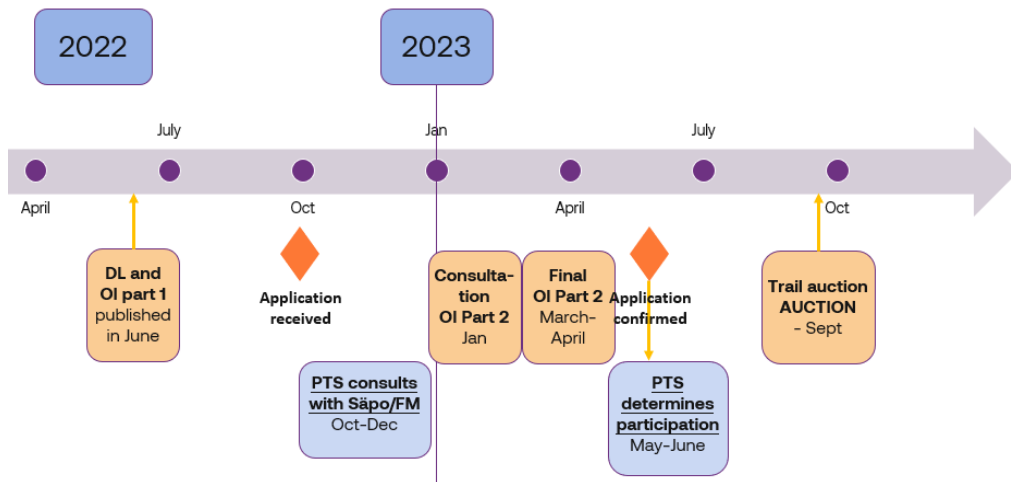 2022
2023
July
Jan
July
April
Oct
April
Oct
DL and
OI part 1
published
in June
Application
received
Consulta-
tion
OI Part 2
Jan
Final
OI Part 2
March-
April
Application
confirmed
Trail auction
AUCTION
- Sept
PTS consults
with Säpo/FM
Oct-Dec
PTS
determines
participation
May-June